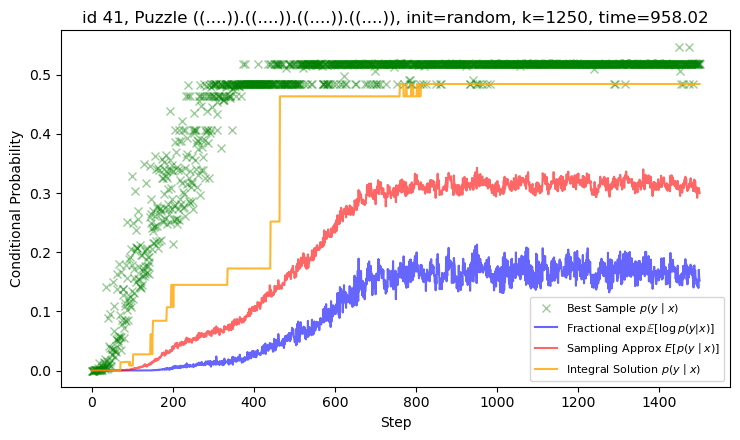 id 41, Puzzle ((....)).((....)).((....)).((....)), init=random, k=1250, time=958.02
Conditional Probability
0.5
0.4
0.3
0.2
0.1
0.0
Best Sample p(y | x)
Fractional exp𝔼[log p(y|x)]
Sampling Approx E[p(y | x)]
Integral Solution p(y | x)
0 200 400 600 800 1000 1200 1400
Step